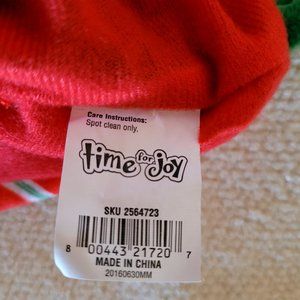 Care Instructions:
Spot clean only.
time for joy
SKU 2564723
8 00443 21720 7
MADE IN CHINA
20160630MM